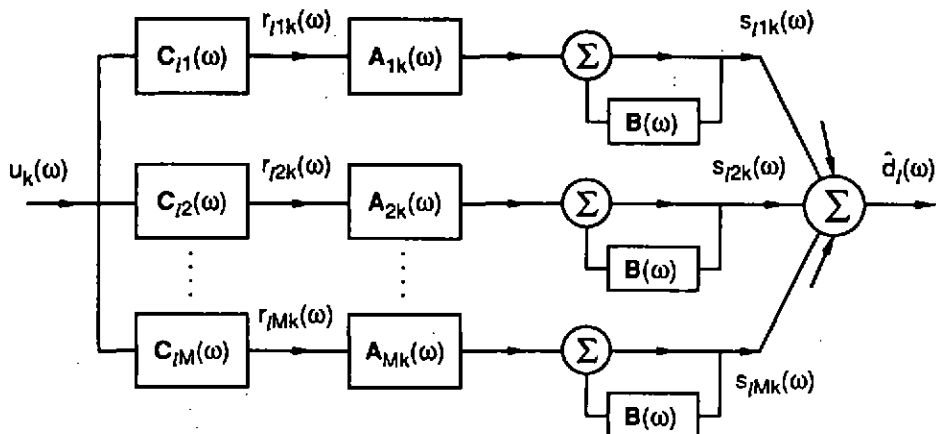 r_{l1k}(ω) s_{l1k}(ω)
C_{l1}(ω) A_{1k}(ω) Σ
B(ω)
u_k(ω) r_{l2k}(ω) s_{l2k}(ω) d̂_l(ω)
C_{l2}(ω) A_{2k}(ω) Σ Σ
B(ω)
r_{lMk}(ω)
C_{lM}(ω) A_{Mk}(ω) Σ
s_{lMk}(ω)
B(ω)